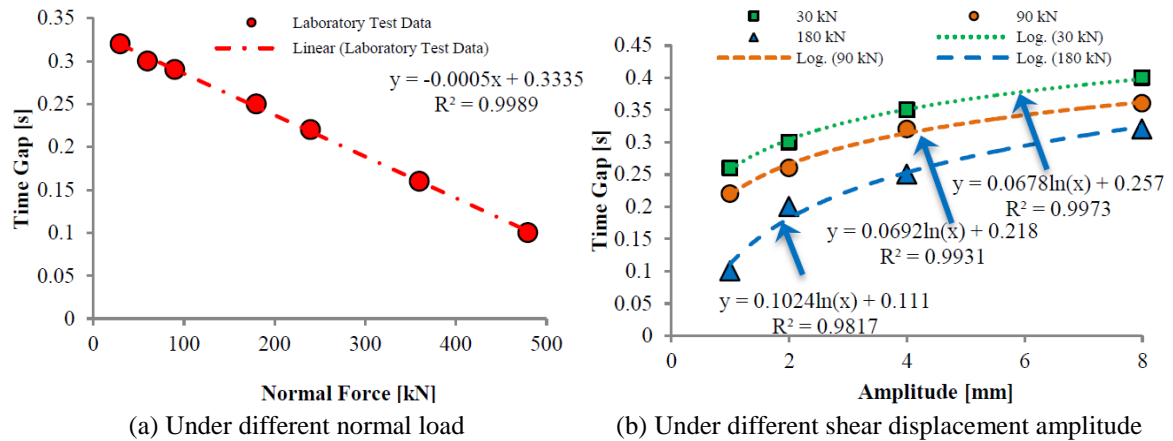 Laboratory Test Data
Linear (Laboratory Test Data)
y = -0.0005x + 0.3335
R² = 0.9989
0.35
0.3
0.25
0.2
0.15
0.1
0.05
0
Time Gap [s]
0 100 200 300 400 500
Normal Force [kN]
(a) Under different normal load
30 kN 90 kN
180 kN Log. (30 kN)
Log. (90 kN) Log. (180 kN)
0.45
0.4
0.35
0.3
0.25
0.2
0.15
0.1
0.05
0
Time Gap [s]
y = 0.0678ln(x) + 0.257
R² = 0.9973
y = 0.0692ln(x) + 0.218
R² = 0.9931
y = 0.1024ln(x) + 0.111
R² = 0.9817
0 2 4 6 8
Amplitude [mm]
(b) Under different shear displacement amplitude